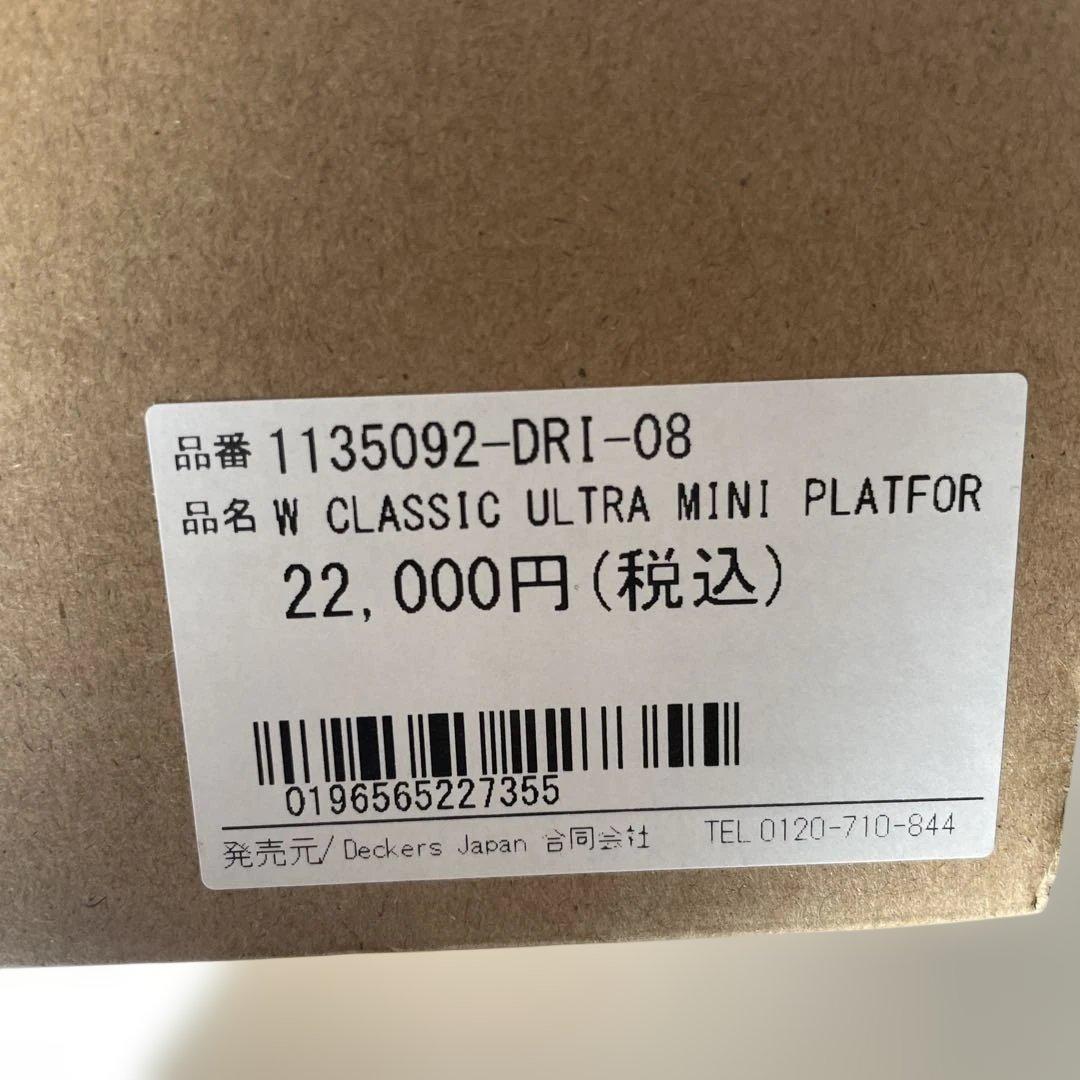 品番 1135092-DRI-08
品名 W CLASSIC ULTRA MINI PLATFOR
22,000円(税込)
0196565227355
発売元/Deckers Japan 合同会社 TEL 0120-710-844